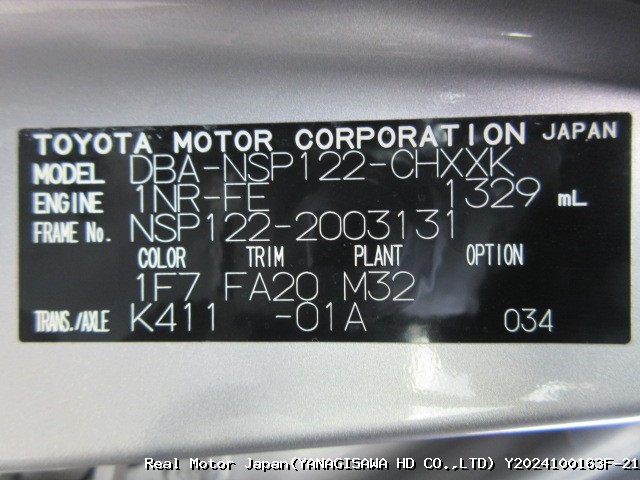 TOYOTA MOTOR CORPORATION JAPAN
MODEL DBA-NSP122-CHXXK
ENGINE 1NR-FE 1329 mL
FRAME No. NSP122-2003131
COLOR TRIM PLANT OPTION
1F7 FA20 M32
TRANS./AXLE K411 -01A 034
Real Motor Japan(YANAGISAWA HD CO.,LTD) Y2024100163F-21